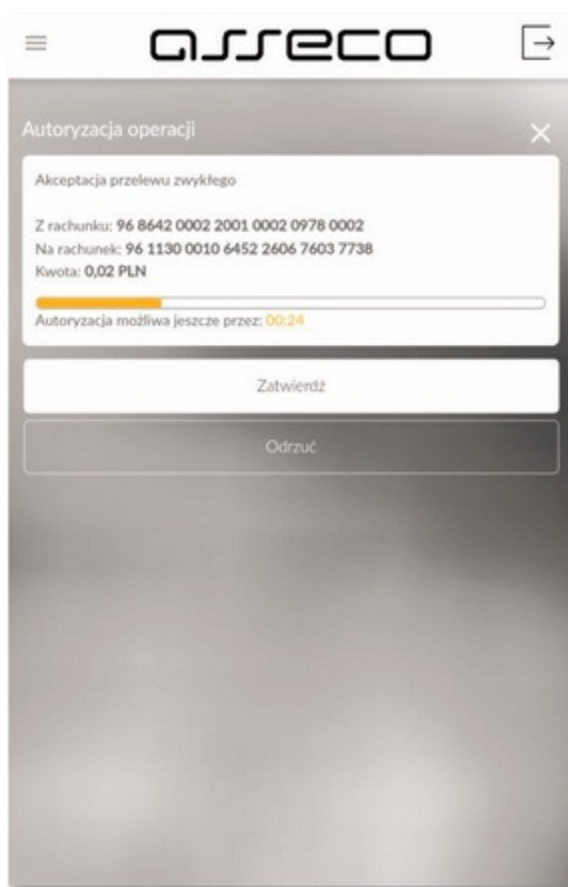 asseco
Autoryzacja operacji
Akceptacja przelewu zwykłego
Z rachunku: 96 8642 0002 2001 0002 0978 0002
Na rachunek: 96 1130 0010 6452 2606 7603 7738
Kwota: 0,02 PLN
Autoryzacja możliwa jeszcze przez: 00:24
Zatwierdź
Odrzuć